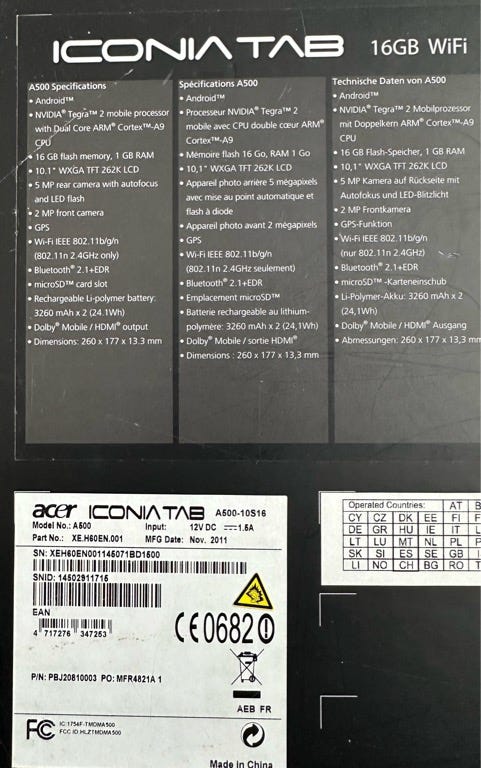 ICONIA TAB 16GB WiFi
A500 Specifications
• Android™
• NVIDIA® Tegra™ 2 mobile processor
with Dual Core ARM® Cortex™-A9
CPU
• 16 GB flash memory, 1 GB RAM
• 10.1" WXGA TFT 262K LCD
• 5 MP rear camera with autofocus
and LED flash
• 2 MP front camera
• GPS
• Wi-Fi IEEE 802.11b/g/n
(802.11n 2.4GHz only)
• Bluetooth® 2.1+EDR
• microSD™ card slot
• Rechargeable Li-polymer battery:
3260 mAh x 2 (24.1Wh)
• Dolby® Mobile / HDMI® output
• Dimensions: 260 x 177 x 13.3 mm
Spécifications A500
• Android™
• Processeur NVIDIA® Tegra™ 2
mobile avec CPU double cœur ARM®
Cortex™-A9
• Mémoire flash 16 Go, RAM 1 Go
• 10,1" WXGA TFT 262K LCD
• Appareil photo arrière 5 mégapixels
avec mise au point automatique et
flash à diode
• Appareil photo avant 2 mégapixels
• GPS
• Wi-Fi IEEE 802.11b/g/n
(802.11n 2.4GHz seulement)
• Bluetooth® 2.1+EDR
• Emplacement microSD™
• Batterie rechargeable au lithium-
polymère: 3260 mAh x 2 (24,1Wh)
• Dolby® Mobile / sortie HDMI®
• Dimensions : 260 x 177 x 13,3 mm
Technische Daten von A500
• Android™
• NVIDIA® Tegra™ 2 Mobilprozessor
mit Doppelkern ARM® Cortex™-A9
CPU
• 16 GB Flash-Speicher, 1 GB RAM
• 10,1" WXGA TFT 262K LCD
• 5 MP Kamera auf Rückseite mit
Autofokus und LED-Blitzlicht
• 2 MP Frontkamera
• GPS-Funktion
• Wi-Fi IEEE 802.11b/g/n
(nur 802.11n 2.4GHz)
• Bluetooth® 2.1+EDR
• microSD™ -Karteneinschub
• Li-Polymer-Akku: 3260 mAh x 2
(24,1Wh)
• Dolby® Mobile / HDMI® Ausgang
• Abmessungen: 260 x 177 x 13,3 mm
acer ICONIA TAB A500-10S16
Model No.: A500 Input: 12V DC ⎓ 1.5A
Part No.: XE.H60EN.001 MFG Date: Nov. 2011
SN: XEH60EN001145071BD1500
SNID: 14502911715
EAN
4 717276 347253
CE0682
P/N: PBJ20810003 PO: MFR4821A 1
AEB FR
FC IC:1754F-TMDMA500
FCC ID:HLZTMDMA500
Made in China
Operated Countries: AT B
CY CZ DK EE FI F
DE GR HU IE IT L
LT LU MT NL PL P
SK SI ES SE GB I
LI NO CH BG RO T